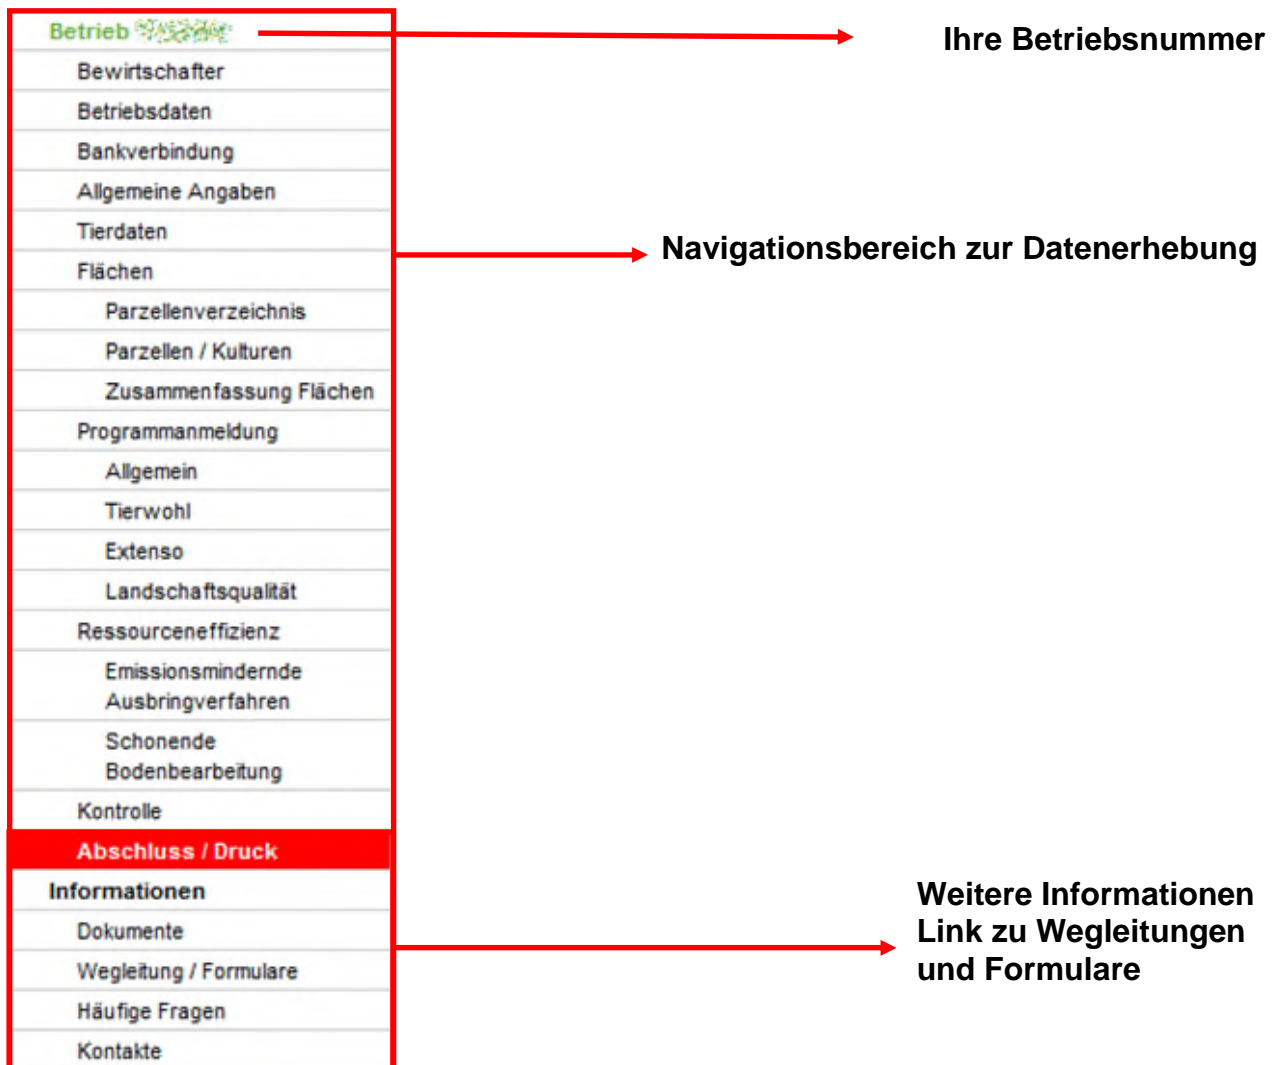 Betrieb
Ihre Betriebsnummer
Bewirtschafter
Betriebsdaten
Bankverbindung
Allgemeine Angaben
Tierdaten
Navigationsbereich zur Datenerhebung
Flächen
Parzellenverzeichnis
Parzellen / Kulturen
Zusammenfassung Flächen
Programmanmeldung
Allgemein
Tierwohl
Extenso
Landschaftsqualität
Ressourceneffizienz
Emissionsmindernde
Ausbringverfahren
Schonende
Bodenbearbeitung
Kontrolle
Abschluss / Druck
Informationen
Dokumente
Wegleitung / Formulare
Häufige Fragen
Kontakte
Weitere Informationen
Link zu Wegleitungen
und Formulare